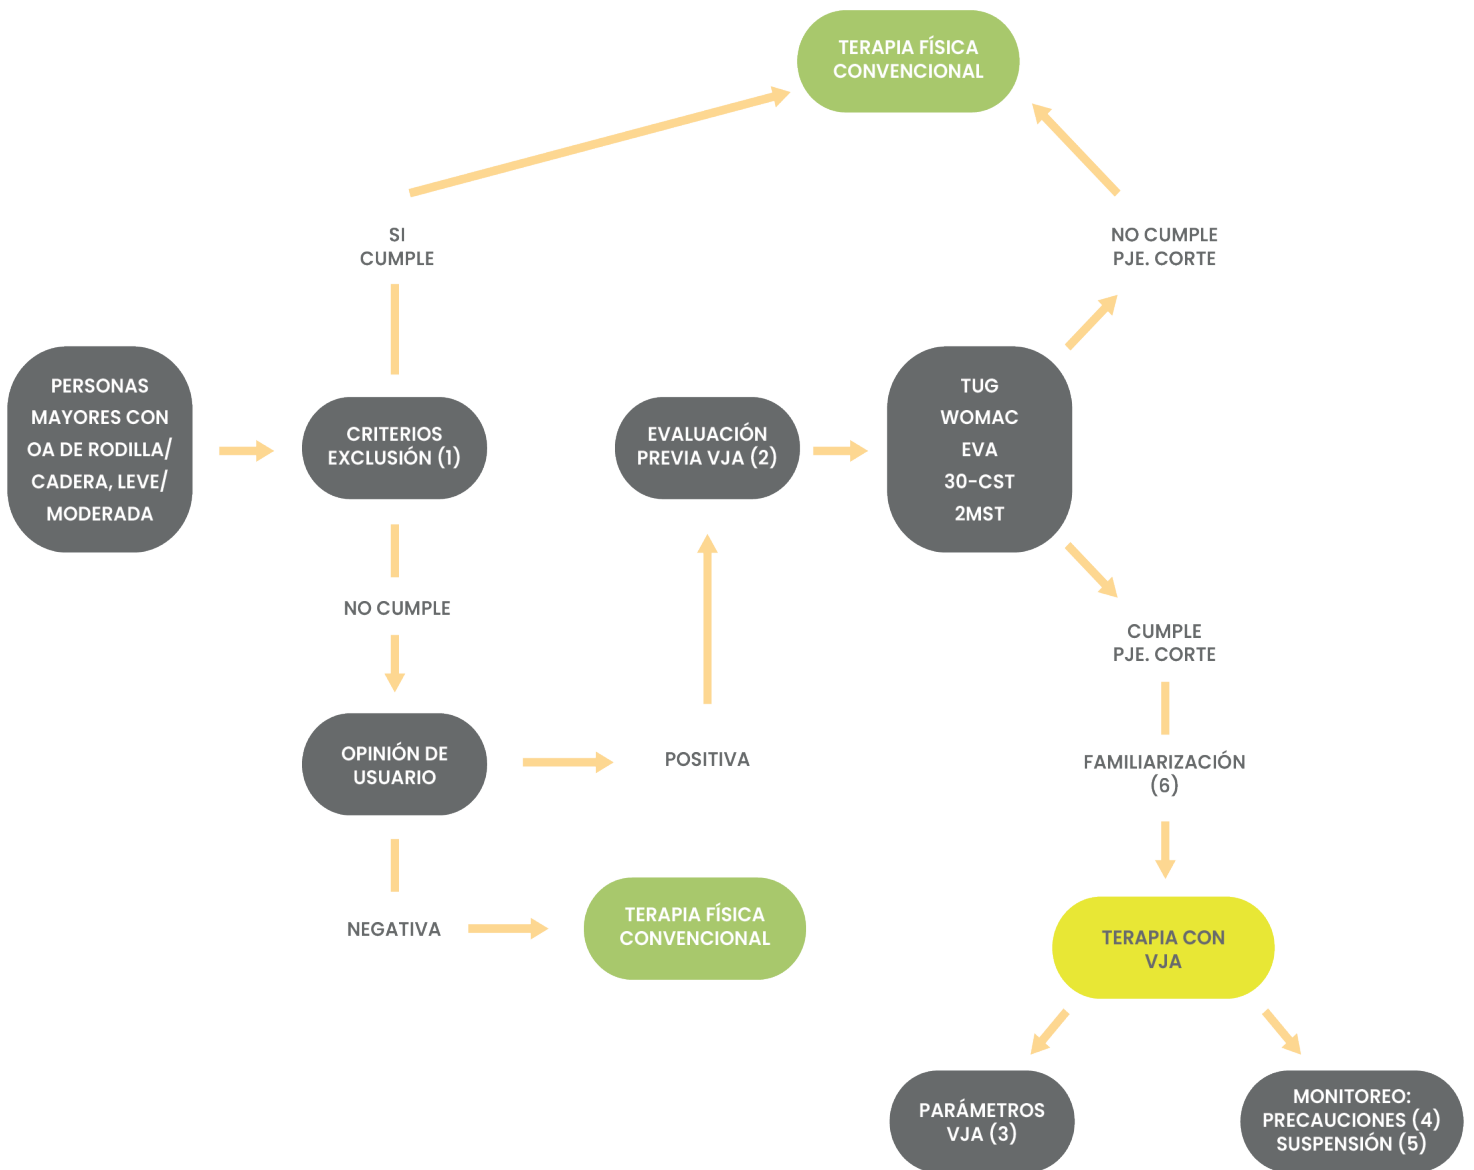 TERAPIA FÍSICA
CONVENCIONAL
SI
CUMPLE
NO CUMPLE
PJE. CORTE
PERSONAS
MAYORES CON
OA DE RODILLA/
CADERA, LEVE/
MODERADA
CRITERIOS
EXCLUSIÓN (1)
EVALUACIÓN
PREVIA VJA (2)
TUG
WOMAC
EVA
30-CST
2MST
NO CUMPLE
CUMPLE
PJE. CORTE
OPINIÓN DE
USUARIO
POSITIVA
FAMILIARIZACIÓN
(6)
NEGATIVA
TERAPIA FÍSICA
CONVENCIONAL
TERAPIA CON
VJA
PARÁMETROS
VJA (3)
MONITOREO:
PRECAUCIONES (4)
SUSPENSIÓN (5)